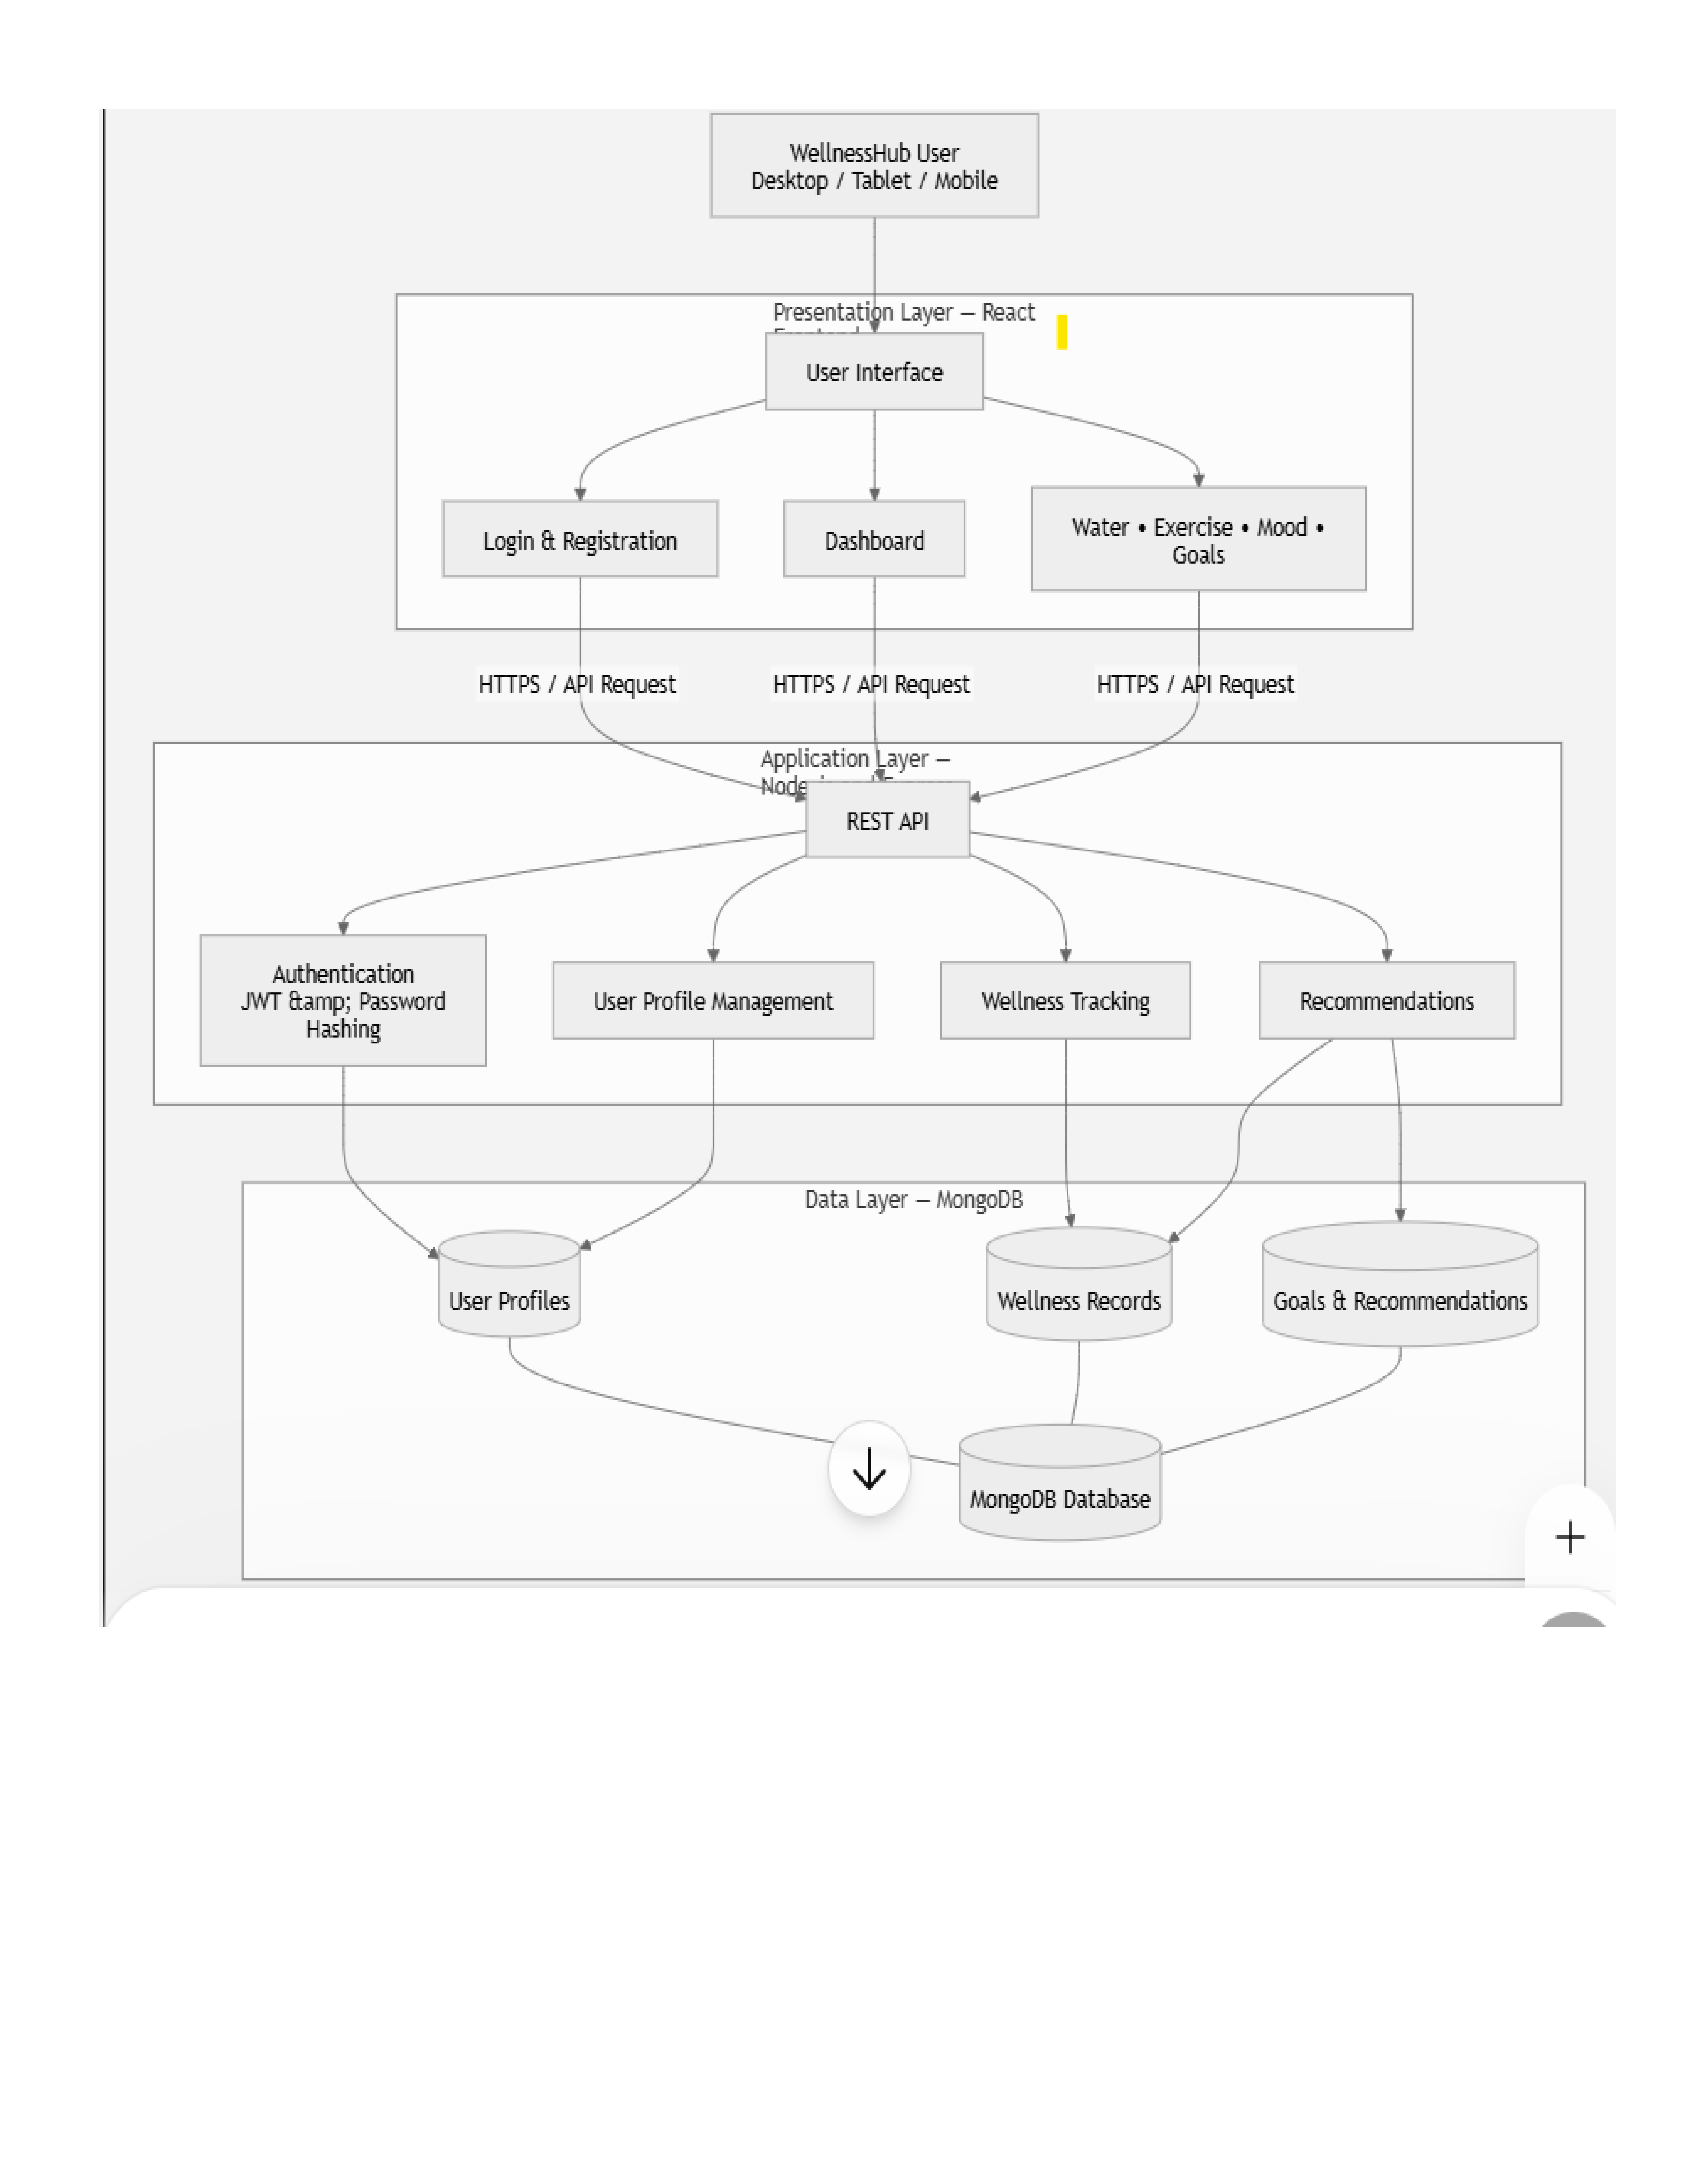 WellnessHub User
Desktop / Tablet / Mobile
Presentation Layer — React
User Interface
Login & Registration
Dashboard
Water • Exercise • Mood •
Goals
HTTPS / API Request
HTTPS / API Request
HTTPS / API Request
Application Layer —
REST API
Authentication
JWT &amp; Password
Hashing
User Profile Management
Wellness Tracking
Recommendations
Data Layer — MongoDB
User Profiles
Wellness Records
Goals & Recommendations
MongoDB Database